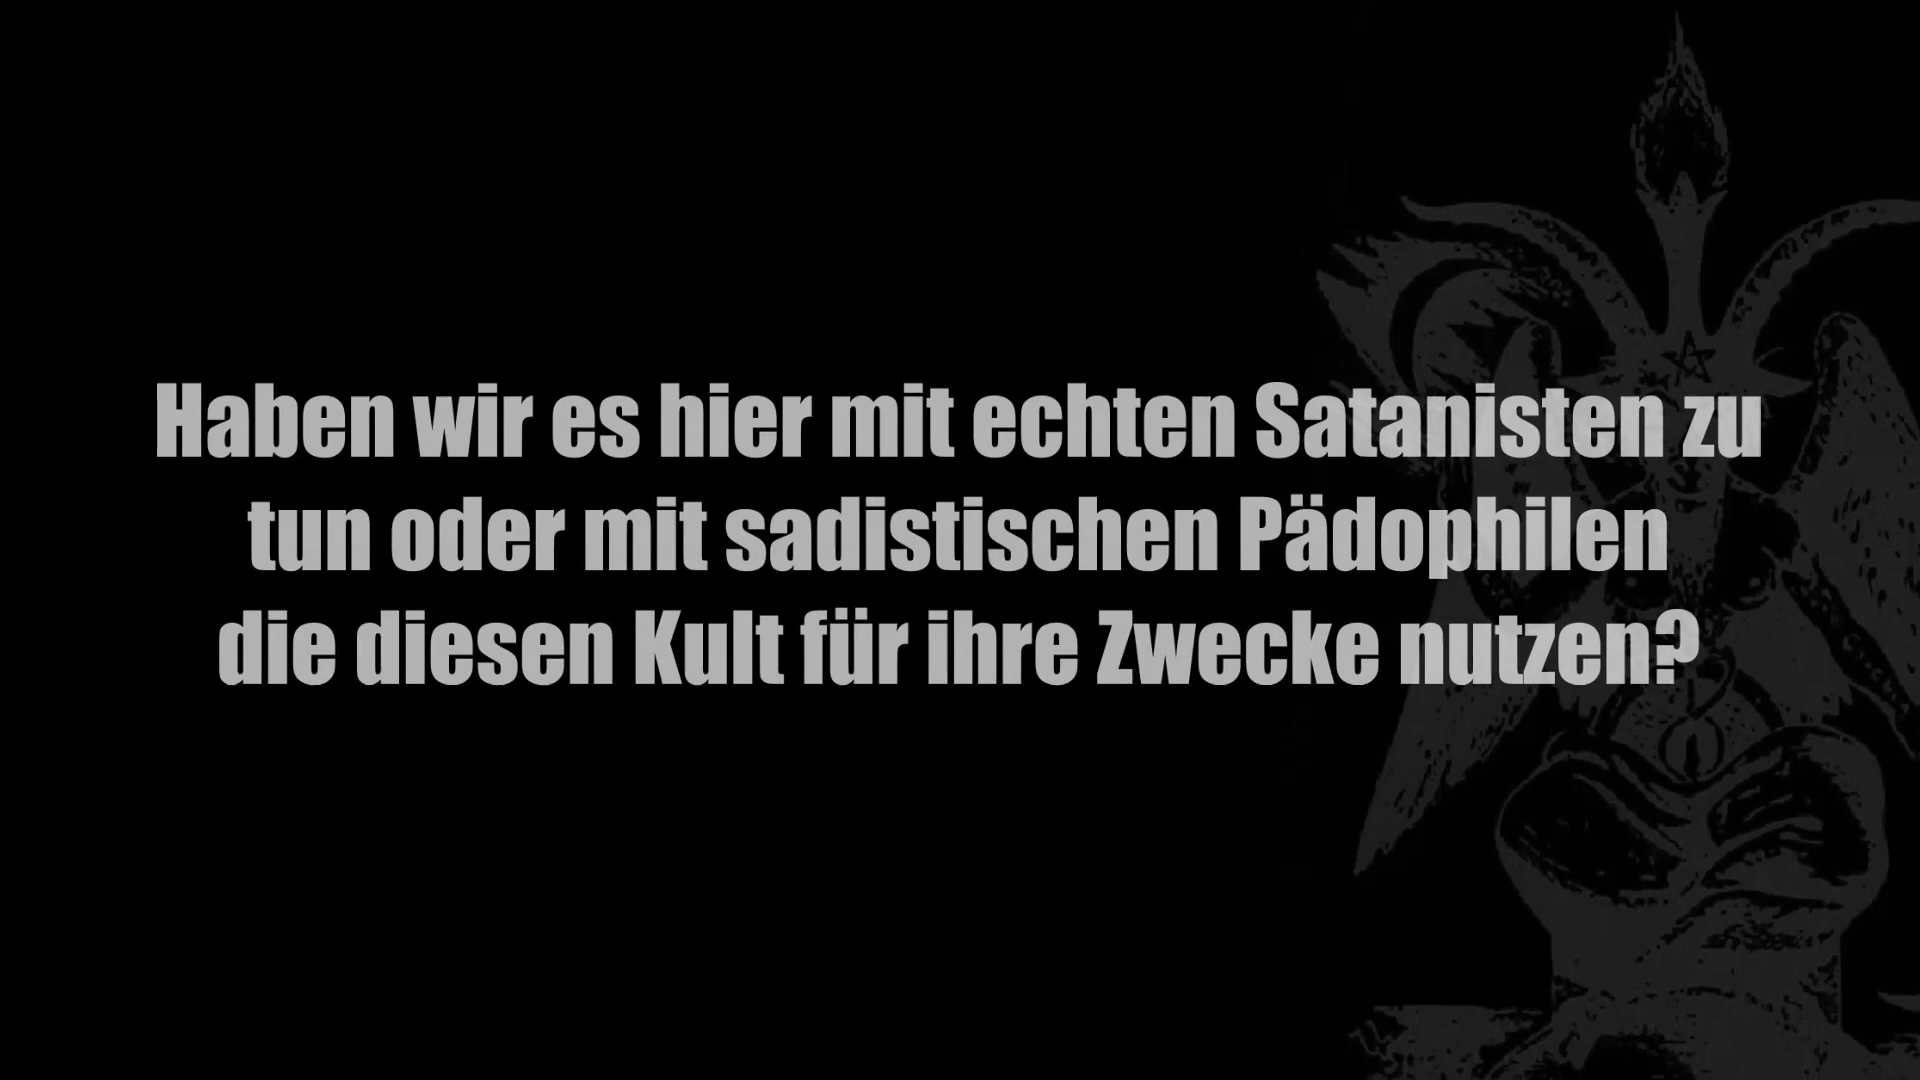 Haben wir es hier mit echten Satanisten zu
tun oder mit sadistischen Pädophilen
die diesen Kult für ihre Zwecke nutzen?